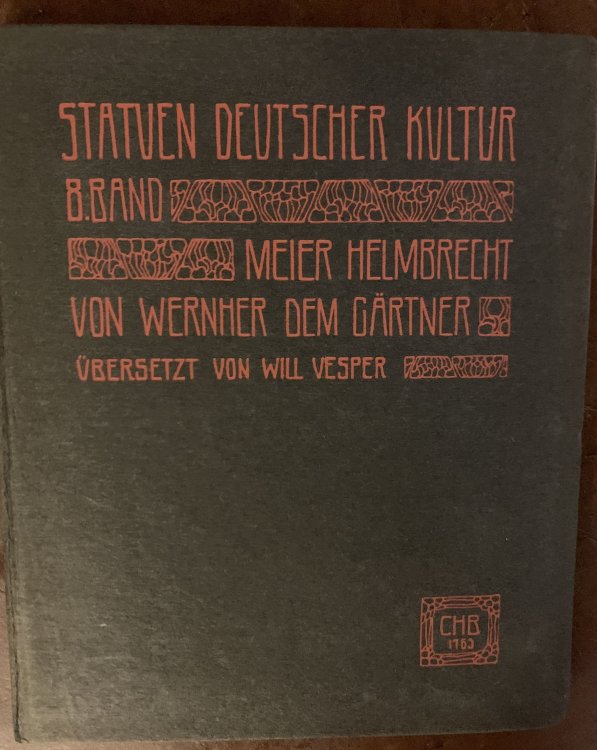 STATUEN DEUTSCHER KULTUR
8.BAND
MEIER HELMBRECHT
VON WERNHER DEM GÄRTNER
ÜBERSETZT VON WILL VESPER
CHB
1763